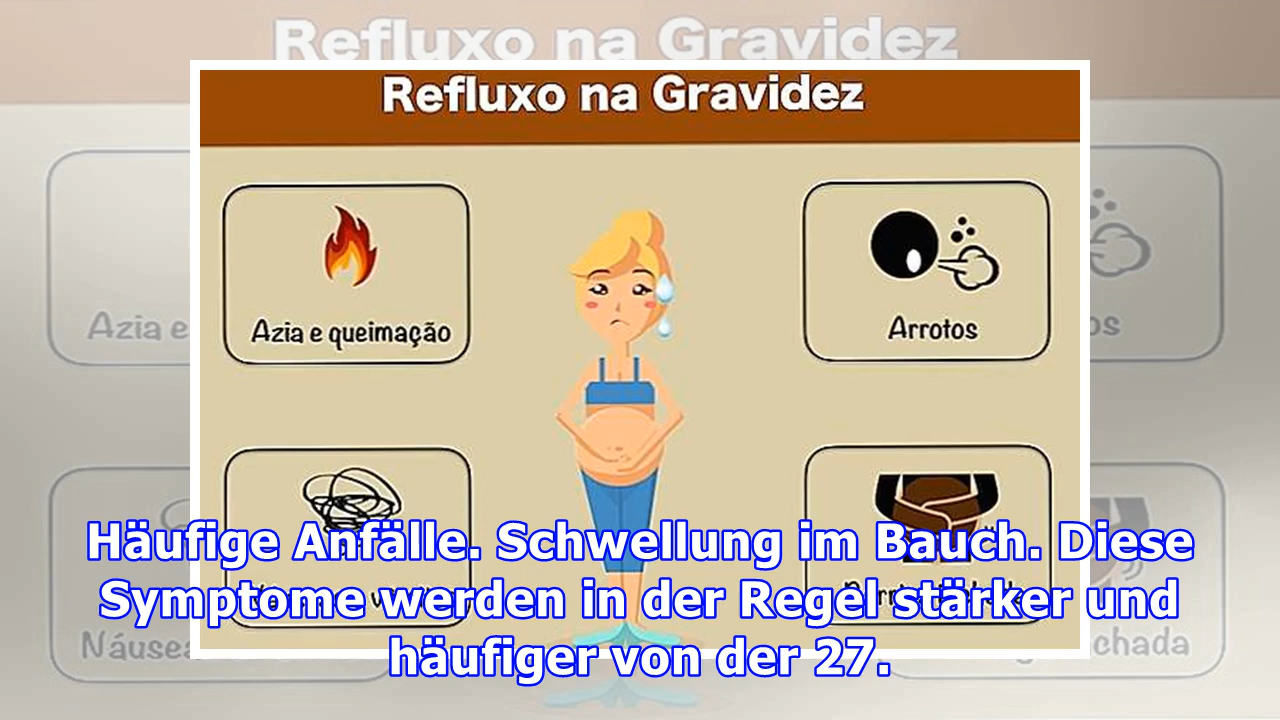 Refluxo na Gravidez
Refluxo na Gravidez
Azia e queimação
Arrotos
Azia e
os
Häufige Anfälle. Schwellung im Bauch. Diese
Symptome werden in der Regel stärker und
häufiger von der 27.
chada